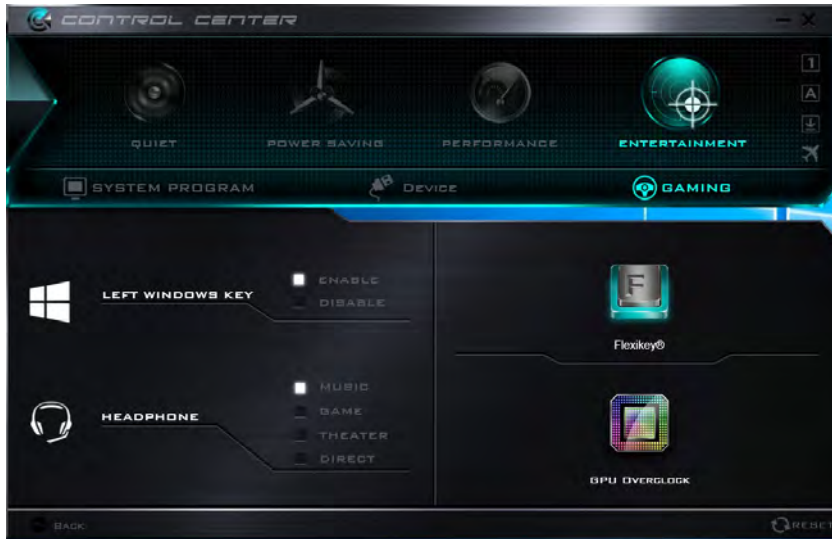 CONTROL CENTER
1
A
QUIET
POWER SAVING
PERFORMANCE
ENTERTAINMENT
SYSTEM PROGRAM
DEVICE
GAMING
LEFT WINDOWS KEY
ENABLE
DISABLE
F
Flexikey®
HEADPHONE
MUSIC
GAME
THEATER
DIRECT
GPU OVERCLOCK
BACK
RESET